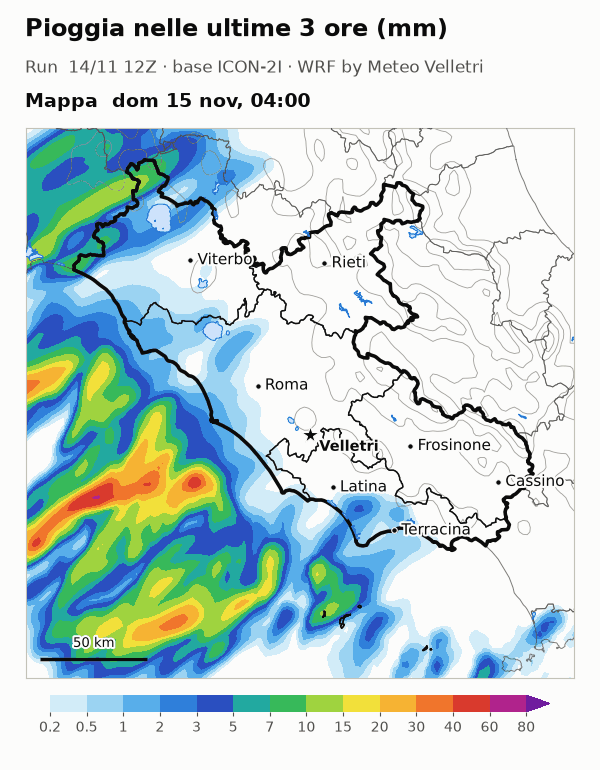 Pioggia nelle ultime 3 ore (mm)
Run 14/11 12Z · base ICON-2I · WRF by Meteo Velletri
Mappa dom 15 nov, 04:00
Viterbo
Rieti
Roma
Velletri
Frosinone
Cassino
Latina
Terracina
50 km
0.2 0.5 1 2 3 5 7 10 15 20 30 40 60 80